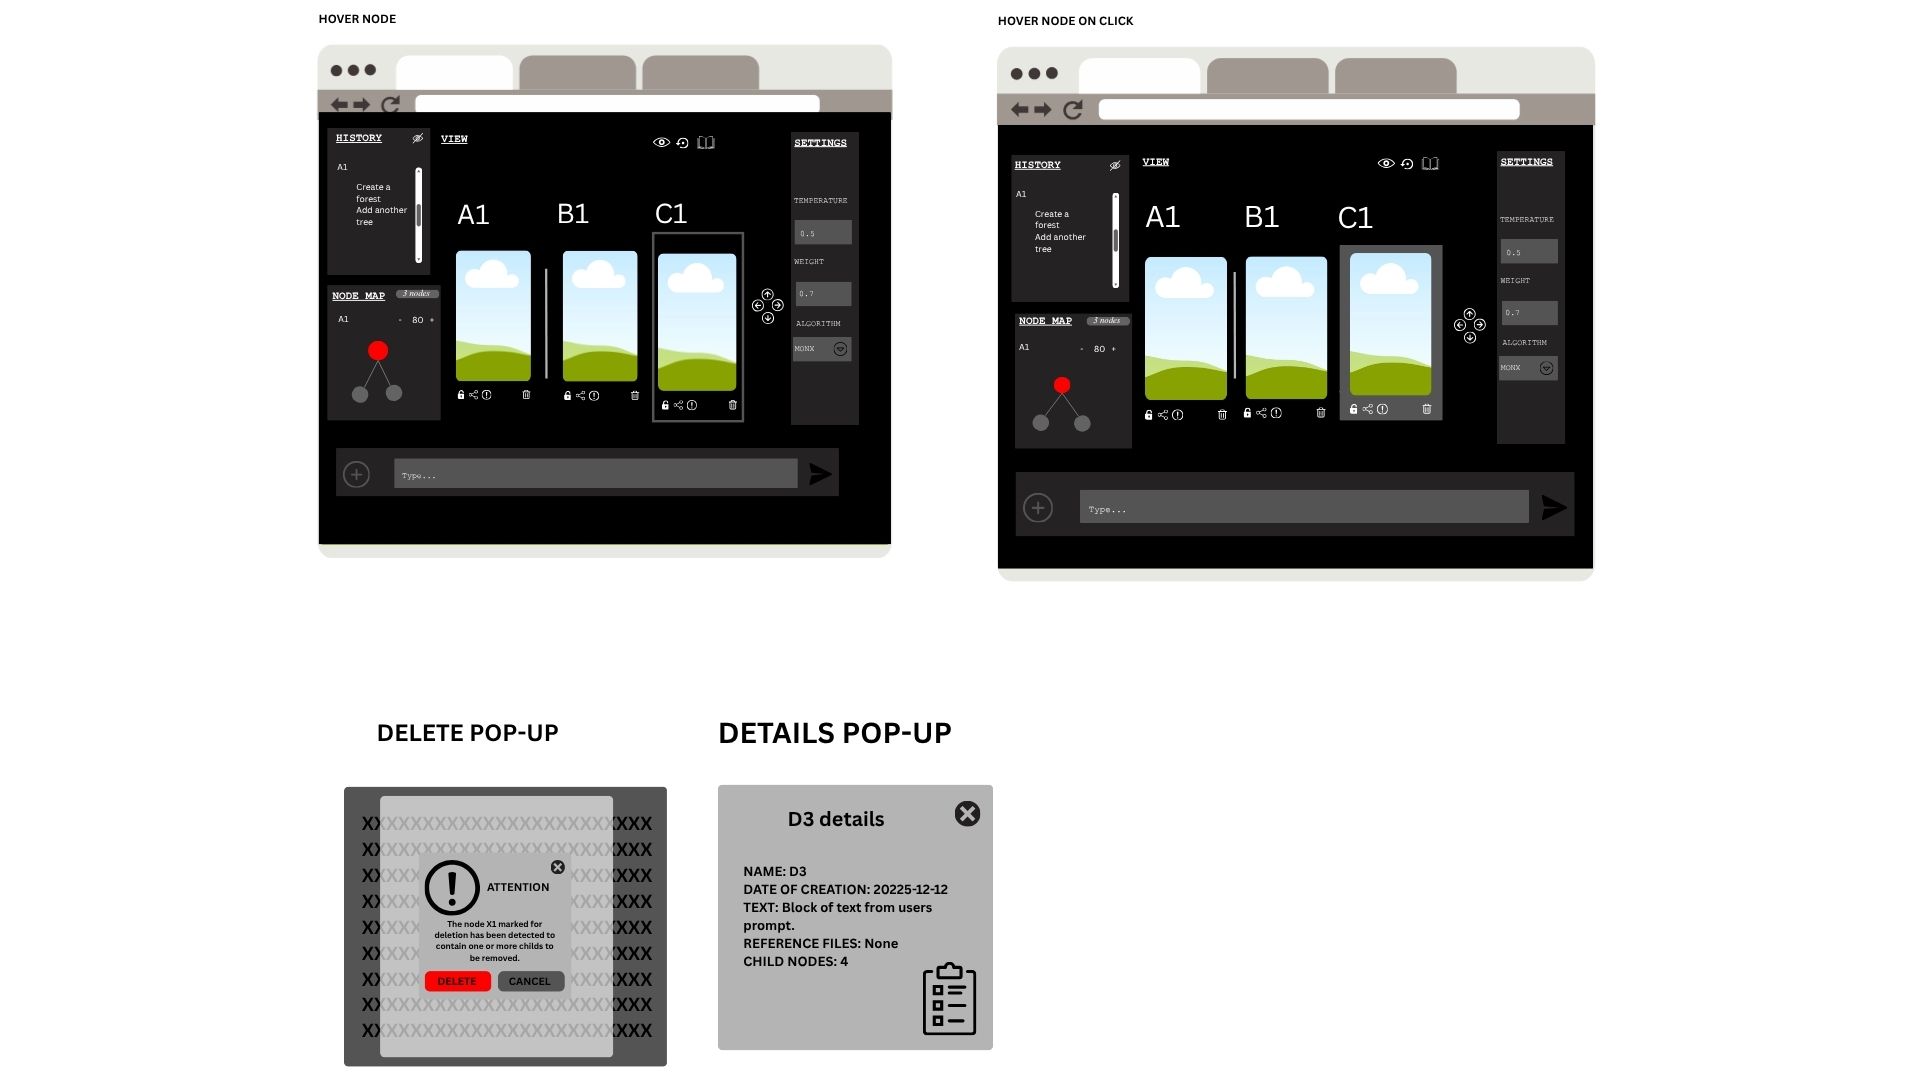 HOVER NODE
HISTORY
A1
Create a
forest
Add another
tree
NODE MAP
3 nodes
A1
- 80 +
VIEW
A1
B1
C1
SETTINGS
TEMPERATURE
0.5
WEIGHT
0.7
ALGORITHM
MONX
Type...
HOVER NODE ON CLICK
HISTORY
A1
Create a
forest
Add another
tree
NODE MAP
3 nodes
A1
- 80 +
VIEW
A1
B1
C1
SETTINGS
TEMPERATURE
0.5
WEIGHT
0.7
ALGORITHM
MONX
Type...
DELETE POP-UP
XXXXXXXXXXXXXXXXXXXXXXXX
XXXXXXXXXXXXXXXXXXXXXXXX
ATTENTION
The node X1 marked for
deletion has been detected to
contain one or more childs to
be removed.
DELETE
CANCEL
XXXXXXXXXXXXXXXXXXXXXXXX
XXXXXXXXXXXXXXXXXXXXXXXX
DETAILS POP-UP
D3 details
NAME: D3
DATE OF CREATION: 20225-12-12
TEXT: Block of text from users
prompt.
REFERENCE FILES: None
CHILD NODES: 4